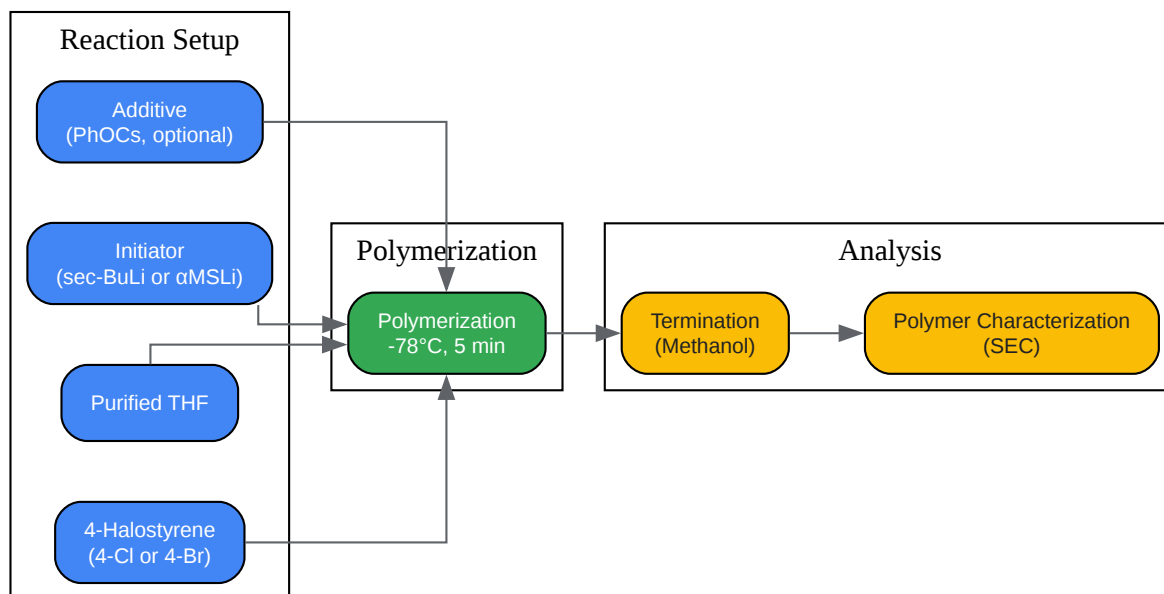 Reaction Setup
Additive
(PhOCs, optional)
Initiator
(sec-BuLi or αMSLi)
Purified THF
4-Halostyrene
(4-Cl or 4-Br)
Polymerization
Polymerization
-78°C, 5 min
Analysis
Termination
(Methanol)
Polymer Characterization
(SEC)